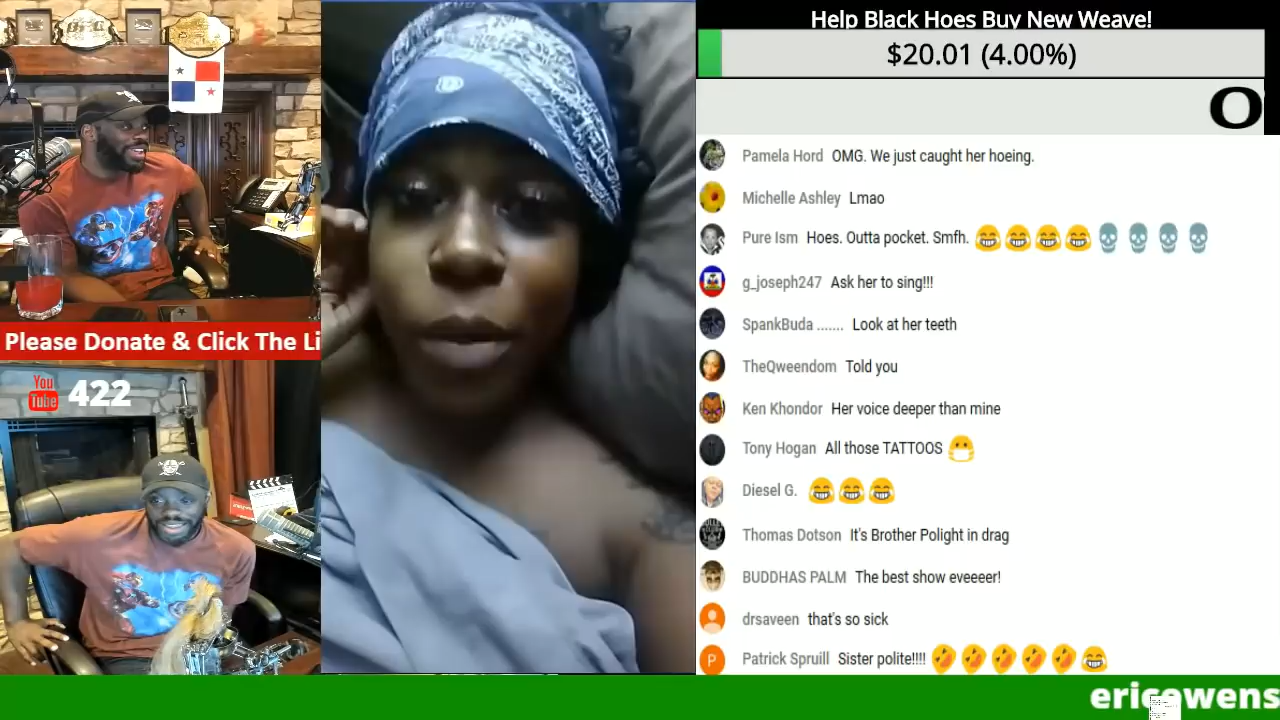 Help Black Hoes Buy New Weave!
$20.01 (4.00%)
O
Pamela Hord OMG. We just caught her hoeing.
Michelle Ashley Lmao
Pure Ism Hoes. Outta pocket. Smfh. 😂😂😂😂💀💀💀💀
g_joseph247 Ask her to sing!!!
SpankBuda ....... Look at her teeth
TheQweendom Told you
Ken Khondor Her voice deeper than mine
Tony Hogan All those TATTOOS 😷
Diesel G. 😂😂😂
Thomas Dotson It's Brother Polight in drag
BUDDHAS PALM The best show eveeeer!
drsaveen that's so sick
P
Patrick Spruill Sister polite!!!! 🤣🤣🤣🤣🤣😂
Please Donate & Click The Li
You
Tube
422
ericowens